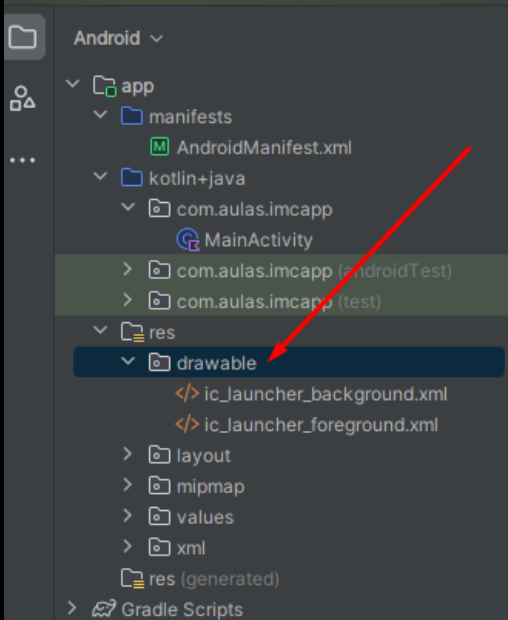 Android
app
manifests
AndroidManifest.xml
kotlin+java
com.aulas.imcapp
MainActivity
com.aulas.imcapp (androidTest)
com.aulas.imcapp (test)
res
drawable
ic_launcher_background.xml
ic_launcher_foreground.xml
layout
mipmap
values
xml
res (generated)
Gradle Scripts